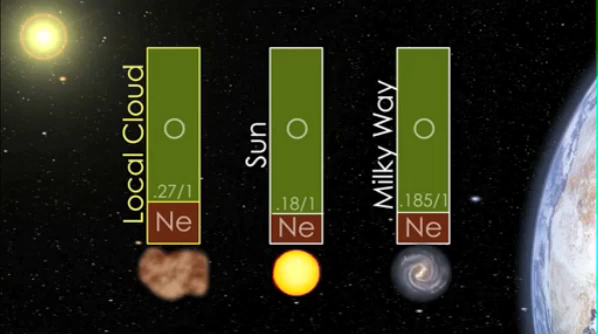 Local Cloud
O
.27/1
Ne
Sun
O
.18/1
Ne
Milky Way
O
.185/1
Ne